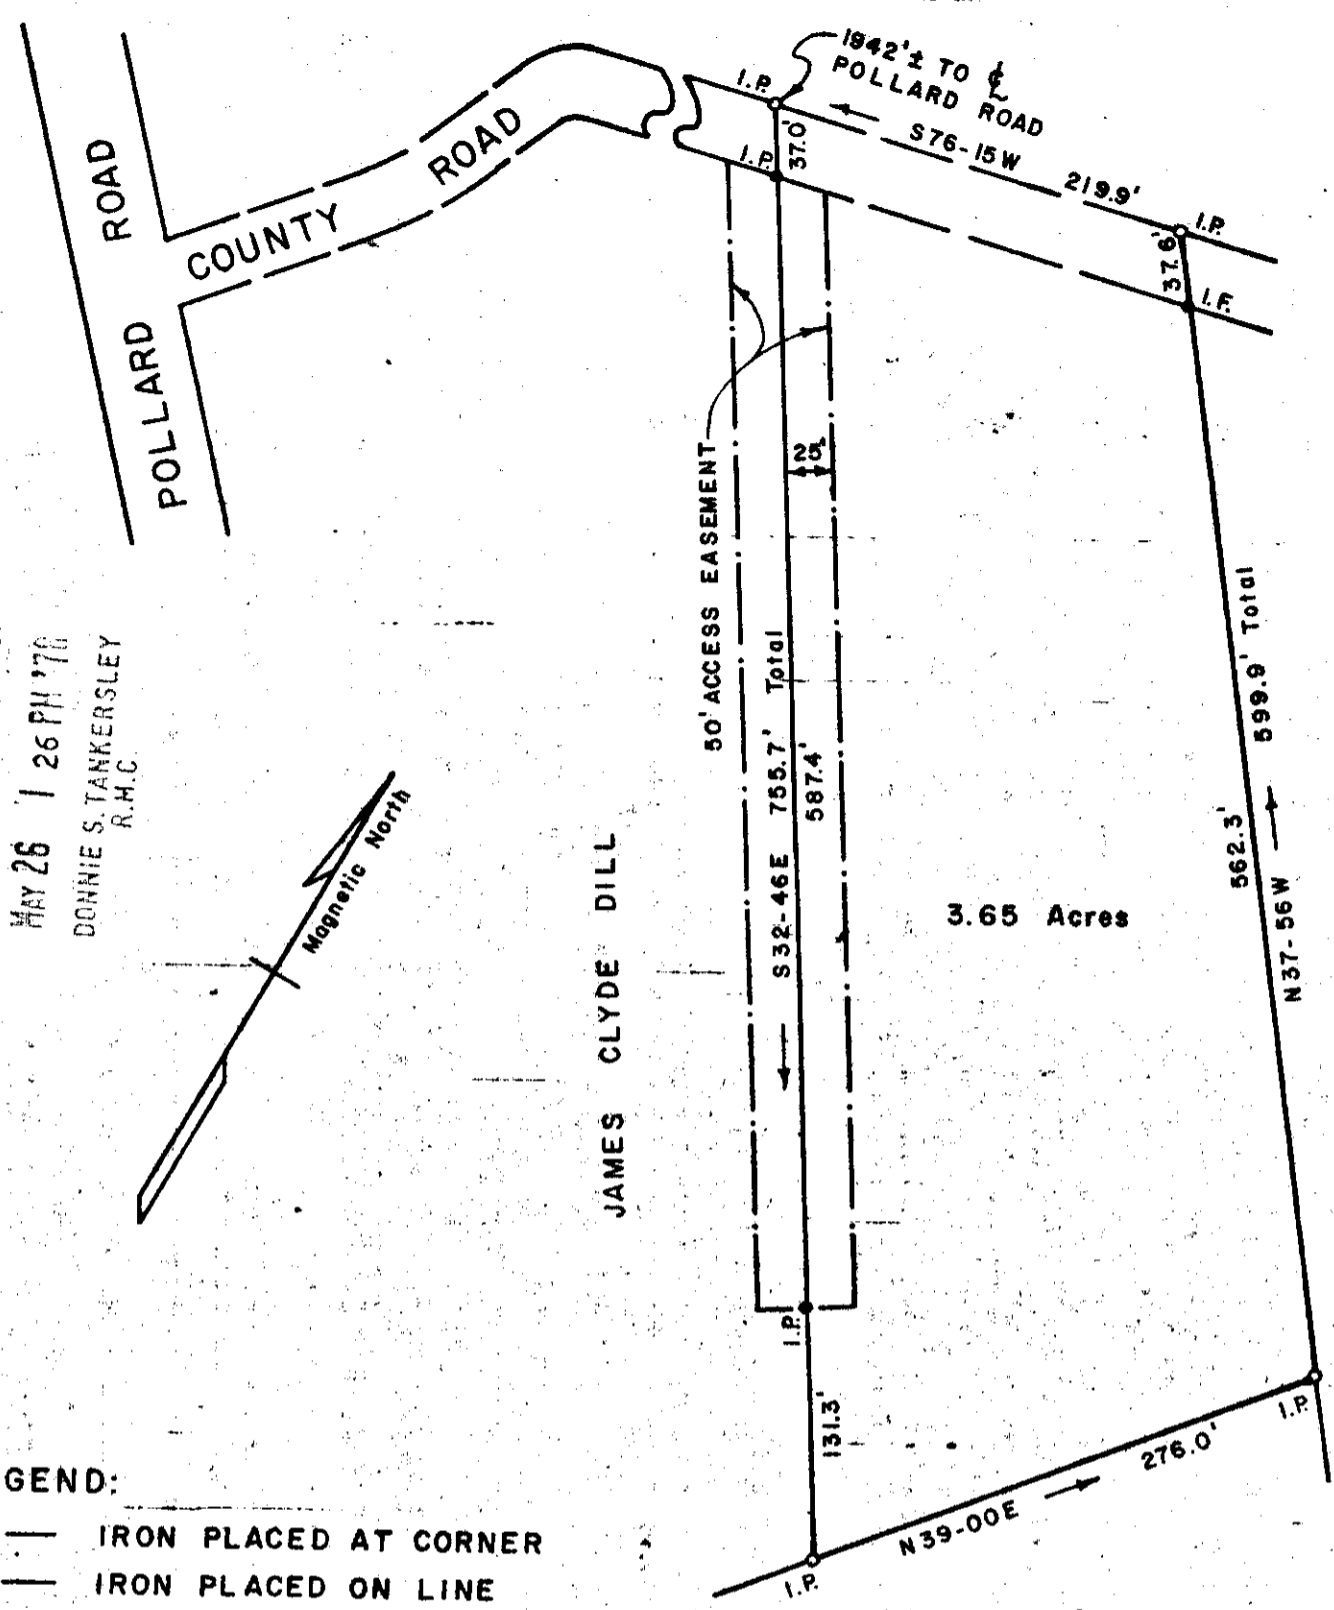 1942'± TO ℄
POLLARD ROAD
I.P.
S76-15W
219.9'
I.P.
37.0'
I.P.
37.6'
I.P.
POLLARD ROAD
COUNTY ROAD
25'
50' ACCESS EASEMENT
S32-46E 755.7' Total
587.4'
562.3'
599.9' Total
N37-56W
MAY 26 1 26 PM '78
DONNIE S. TANKERSLEY
R.M.C.
Magnetic North
JAMES CLYDE DILL
3.65 Acres
I.P.
131.3'
276.0'
I.P.
N39-00E
I.P.
GEND:
IRON PLACED AT CORNER
IRON PLACED ON LINE